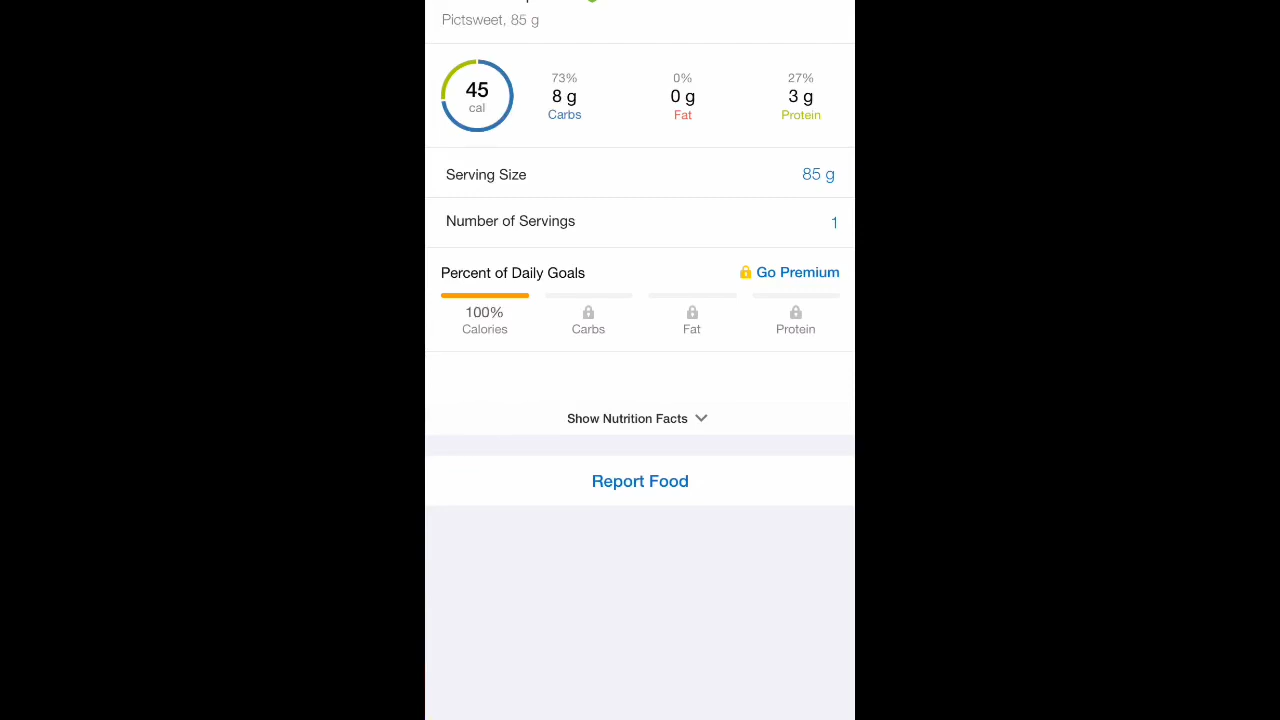 Pictsweet, 85 g
45
cal
73%
8 g
Carbs
0%
0 g
Fat
27%
3 g
Protein
Serving Size
85 g
Number of Servings
1
Percent of Daily Goals
Go Premium
100%
Calories
Carbs
Fat
Protein
Show Nutrition Facts
Report Food